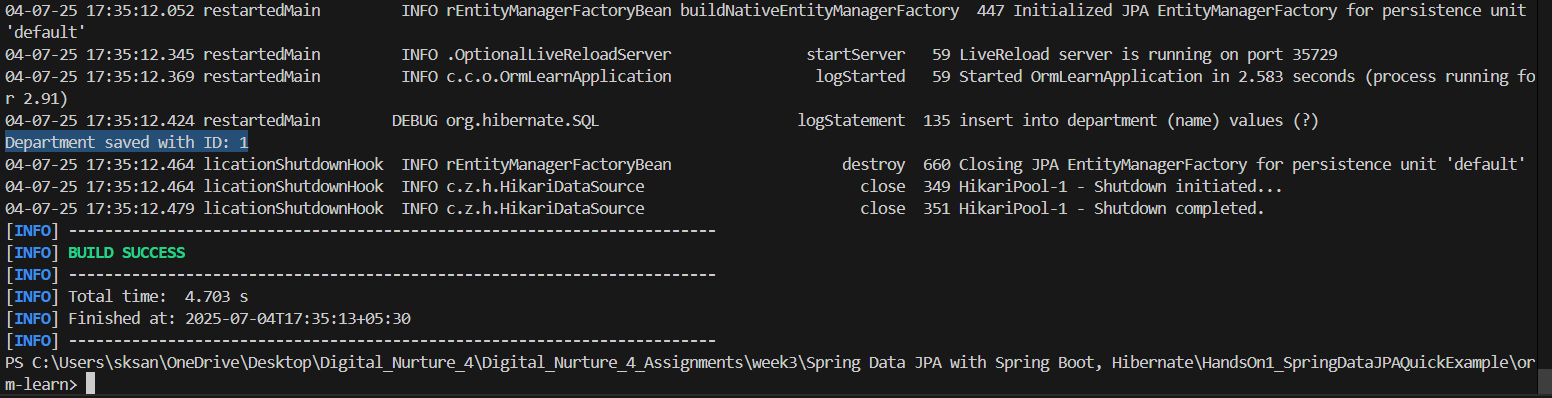 04-07-25 17:35:12.052 restartedMain        INFO rEntityManagerFactoryBean buildNativeEntityManagerFactory  447 Initialized JPA EntityManagerFactory for persistence unit
'default'
04-07-25 17:35:12.345 restartedMain        INFO .OptionalLiveReloadServer              startServer   59 LiveReload server is running on port 35729
04-07-25 17:35:12.369 restartedMain        INFO c.c.o.OrmLearnApplication               logStarted   59 Started OrmLearnApplication in 2.583 seconds (process running fo
r 2.91)
04-07-25 17:35:12.424 restartedMain       DEBUG org.hibernate.SQL                     logStatement  135 insert into department (name) values (?)
Department saved with ID: 1
04-07-25 17:35:12.464 licationShutdownHook  INFO rEntityManagerFactoryBean                  destroy  660 Closing JPA EntityManagerFactory for persistence unit 'default'
04-07-25 17:35:12.464 licationShutdownHook  INFO c.z.h.HikariDataSource                       close  349 HikariPool-1 - Shutdown initiated...
04-07-25 17:35:12.479 licationShutdownHook  INFO c.z.h.HikariDataSource                       close  351 HikariPool-1 - Shutdown completed.
[INFO] ------------------------------------------------------------------------
[INFO] BUILD SUCCESS
[INFO] ------------------------------------------------------------------------
[INFO] Total time:  4.703 s
[INFO] Finished at: 2025-07-04T17:35:13+05:30
[INFO] ------------------------------------------------------------------------
PS C:\Users\sksan\OneDrive\Desktop\Digital_Nurture_4\Digital_Nurture_4_Assignments\week3\Spring Data JPA with Spring Boot, Hibernate\HandsOn1_SpringDataJPAQuickExample\or
m-learn>